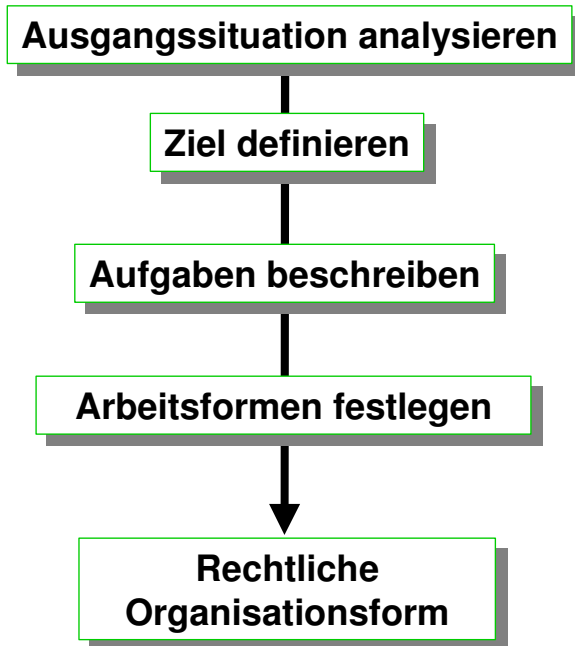 Ausgangssituation analysieren
Ziel definieren
Aufgaben beschreiben
Arbeitsformen festlegen
Rechtliche
Organisationsform